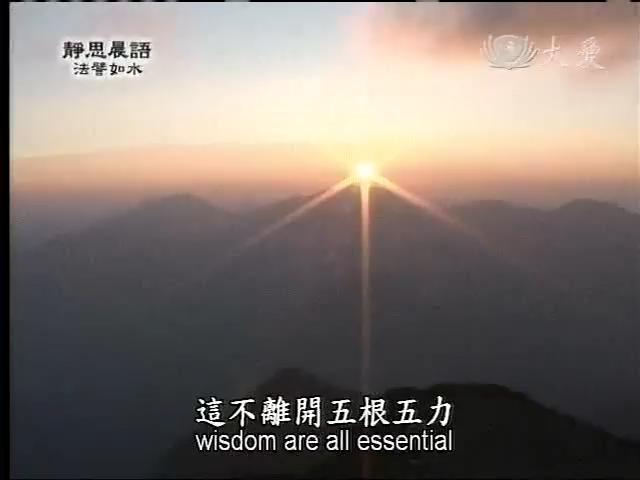 靜思晨語
法譬如水
大愛
這不離開五根五力
wisdom are all essential